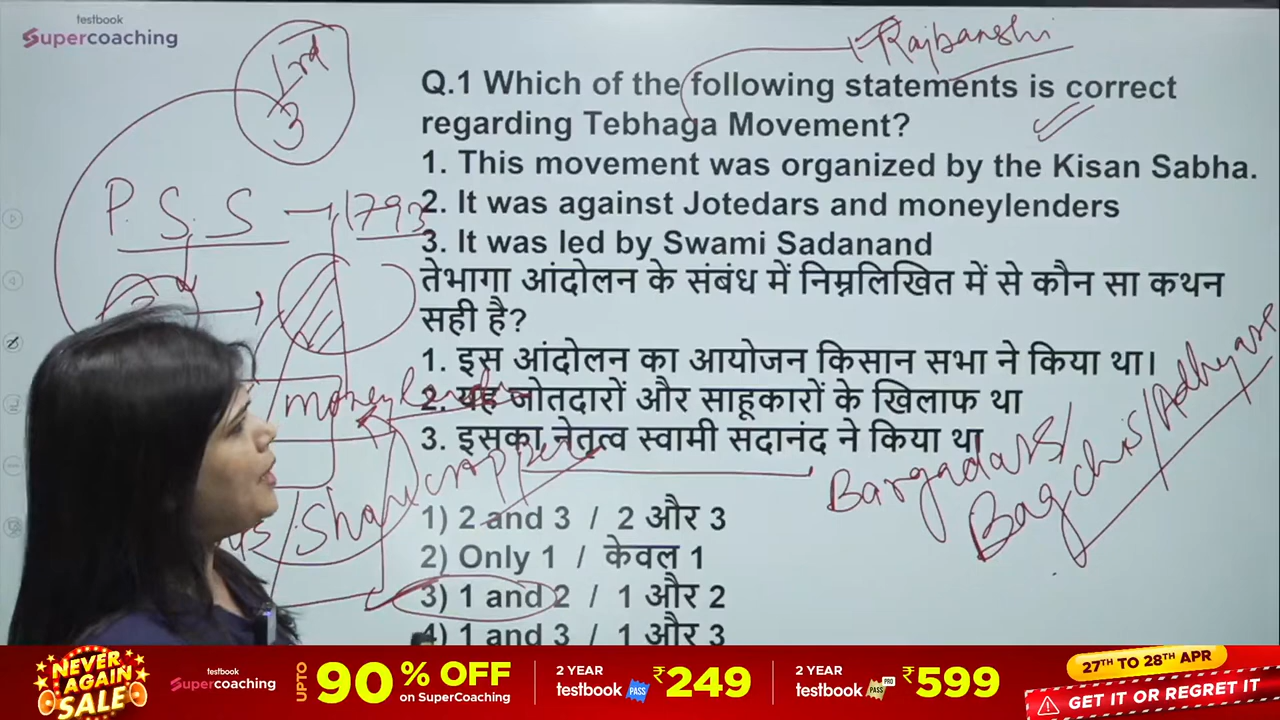 testbook
Supercoaching
1rd
3
Rajbanshi
Q.1 Which of the following statements is correct
regarding Tebhaga Movement?
1. This movement was organized by the Kisan Sabha.
P. S. S → 1793
2. It was against Jotedars and moneylenders
3. It was led by Swami Sadanand
तेभागा आंदोलन के संबंध में निम्नलिखित में से कौन सा कथन
सही है?
1. इस आंदोलन का आयोजन किसान सभा ने किया था।
2. यह जोतदारों और साहूकारों के खिलाफ था
3. इसका नेतृत्व स्वामी सदानंद ने किया था
/Sharecroppers
Bargadars/
Bagchis/Adhyars
1) 2 and 3 / 2 और 3
2) Only 1 / केवल 1
3) 1 and 2 / 1 और 2
4) 1 and 3 / 1 और 3
NEVER AGAIN SALE
testbook
Supercoaching
UPTO 90% OFF
on SuperCoaching
2 YEAR
testbook PASS
₹249
2 YEAR
testbook PASS PRO
₹599
27TH TO 28TH APR
GET IT OR REGRET IT